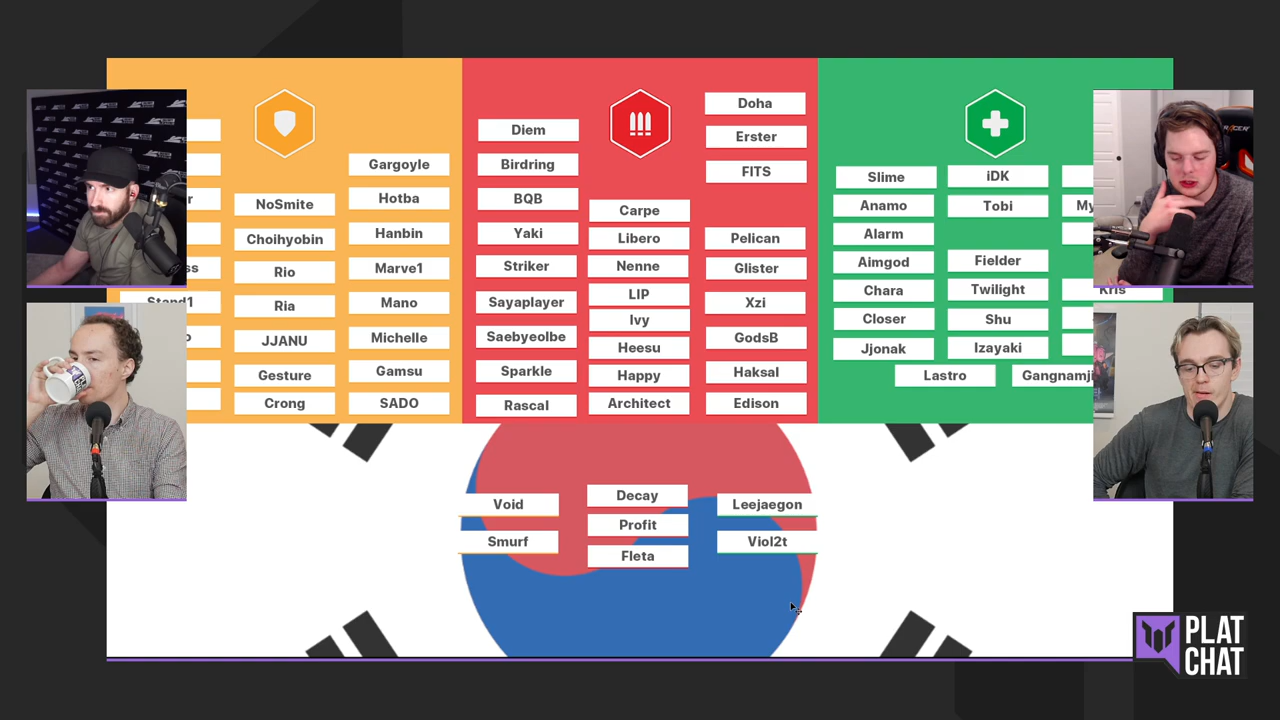 NoSmite
Choihyobin
Rio
Ria
JJANU
Gesture
Crong
Gargoyle
Hotba
Hanbin
Marve1
Mano
Michelle
Gamsu
SADO
Diem
Birdring
BQB
Yaki
Striker
Sayaplayer
Saebyeolbe
Sparkle
Rascal
Carpe
Libero
Nenne
LIP
Ivy
Heesu
Happy
Architect
Doha
Erster
FITS
Pelican
Glister
Xzi
GodsB
Haksal
Edison
Slime
Anamo
Alarm
Aimgod
Chara
Closer
Jjonak
Lastro
iDK
Tobi
Fielder
Twilight
Shu
Izayaki
Void
Smurf
Decay
Profit
Fleta
Leejaegon
Viol2t
PLAT
CHAT